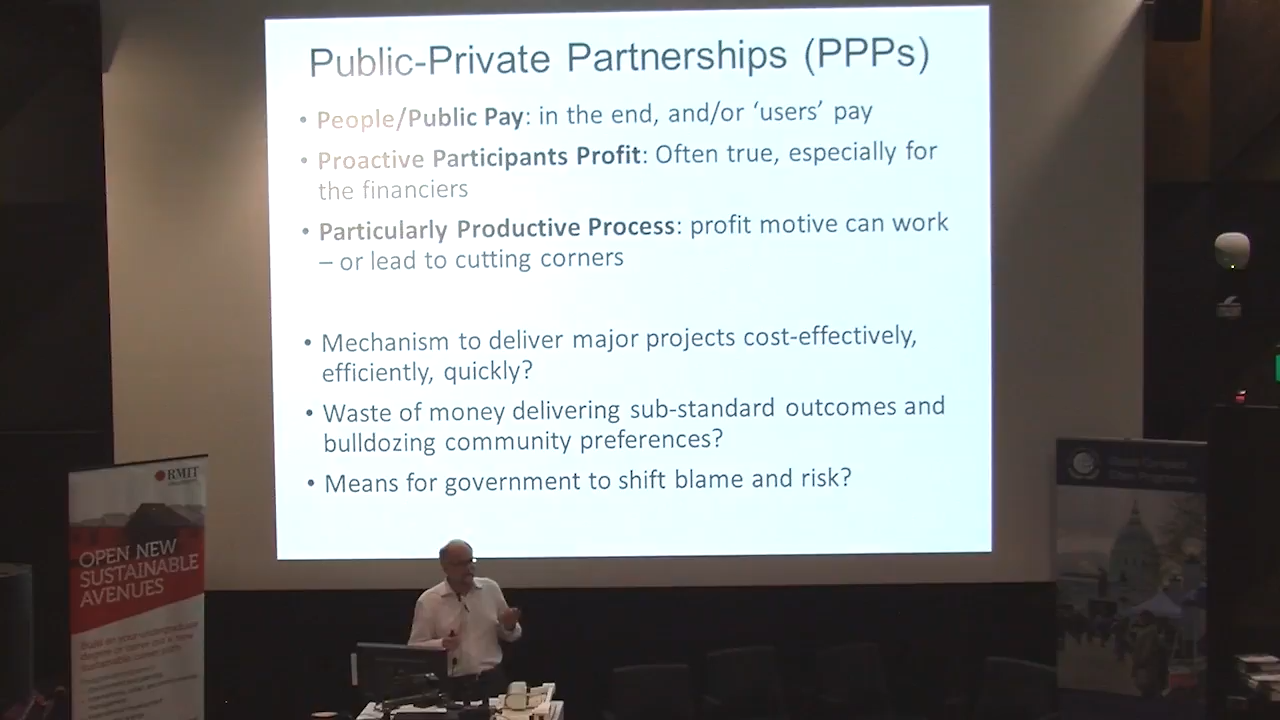 Public-Private Partnerships (PPPs)
• People/Public Pay: in the end, and/or ‘users’ pay
• Proactive Participants Profit: Often true, especially for
the financiers
• Particularly Productive Process: profit motive can work
– or lead to cutting corners
• Mechanism to deliver major projects cost-effectively,
efficiently, quickly?
• Waste of money delivering sub-standard outcomes and
bulldozing community preferences?
• Means for government to shift blame and risk?
RMIT
OPEN NEW
SUSTAINABLE
AVENUES